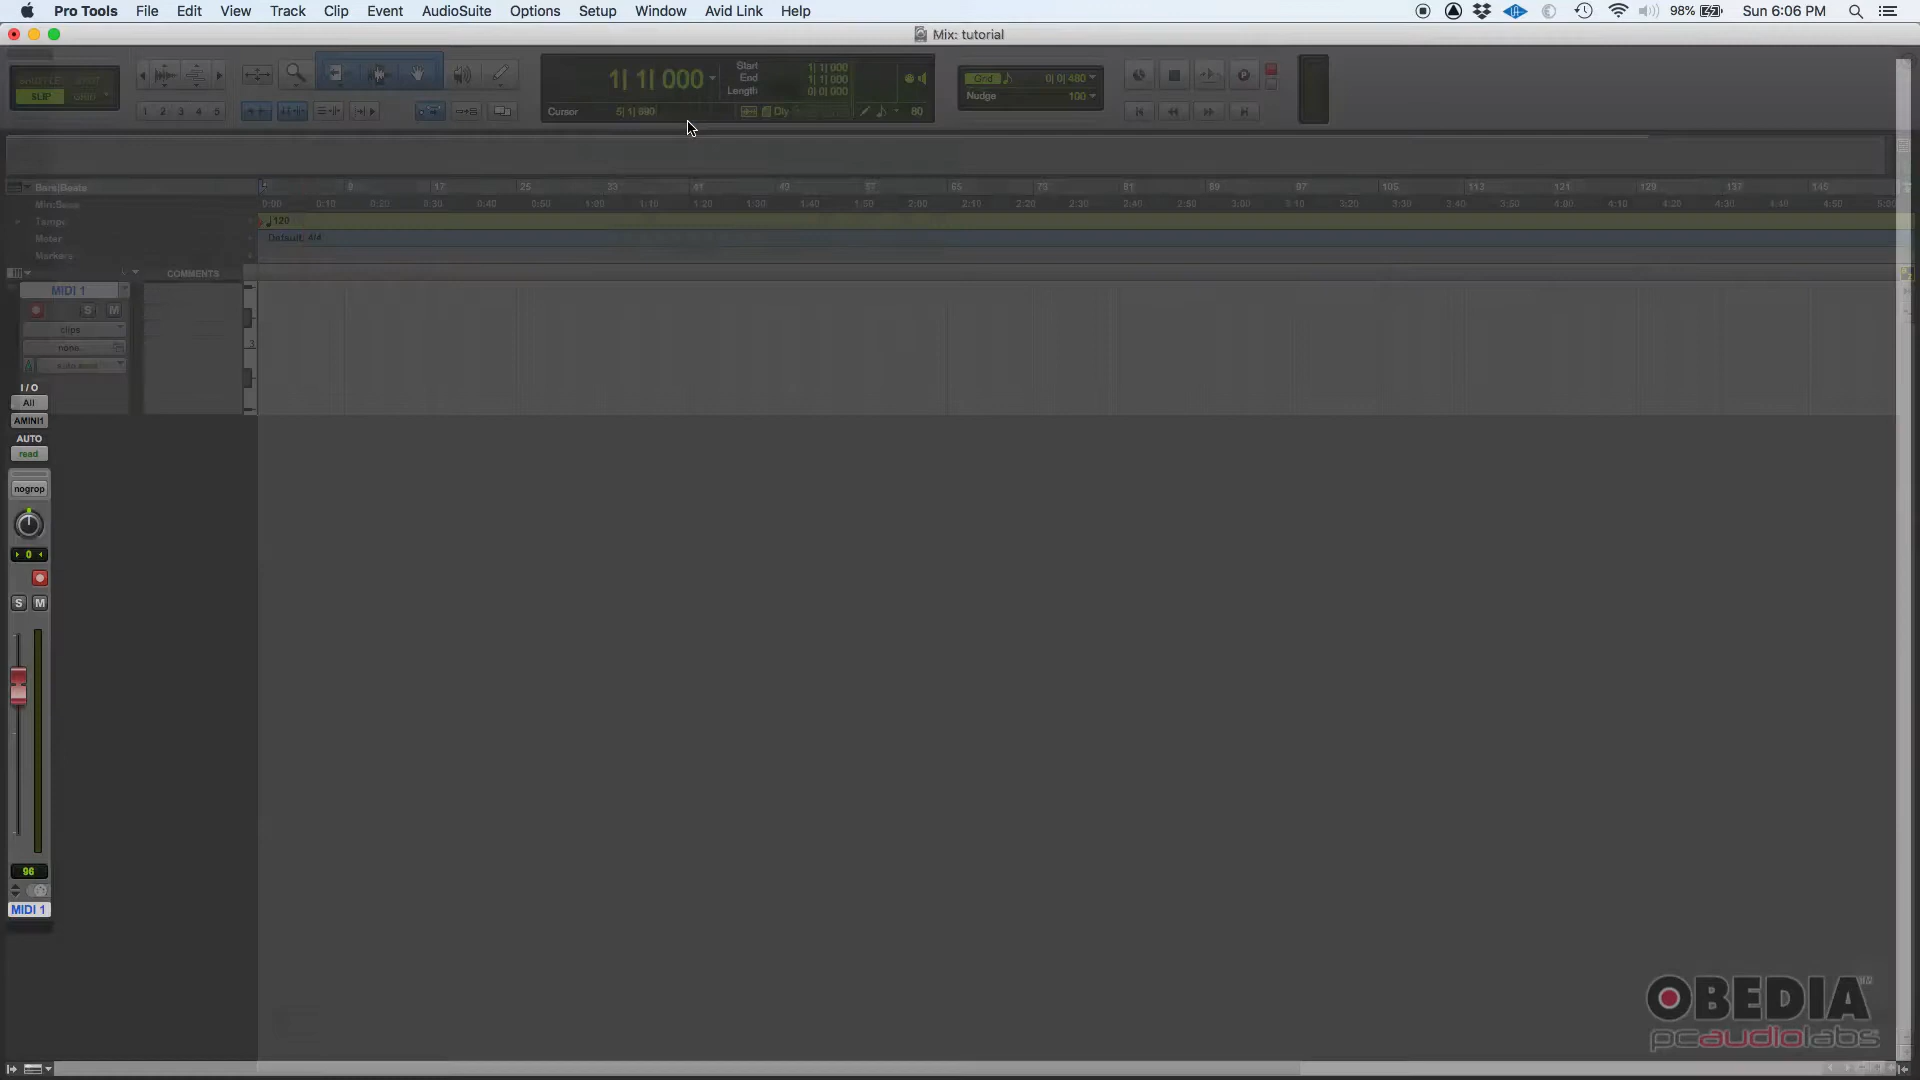 Pro Tools File Edit View Track Clip Event AudioSuite Options Setup Window Avid Link Help 98% Sun 6:06 PM
Mix: tutorial
SHUFFLE SPOT
SLIP GRID
1 2 3 4 5
1| 1| 000
Start 1| 1| 000
End 1| 1| 000
Length 0| 0| 000
Cursor 5| 1| 890
Dly
80
Grid 0| 0| 480
Nudge 100
Bars|Beats 9 17 25 33 41 49 57 65 73 81 89 97 105 113 121 129 137 145
Min:Secs 0:00 0:10 0:20 0:30 0:40 0:50 1:00 1:10 1:20 1:30 1:40 1:50 2:00 2:10 2:20 2:30 2:40 2:50 3:00 3:10 3:20 3:30 3:40 3:50 4:00 4:10 4:20 4:30 4:40 4:50 5:00
Tempo 120
Meter Default: 4/4
Markers
COMMENTS
MIDI 1
S M
clips
none
3
I / O
All
AMINI1
AUTO
read
nogrop
0
S M
96
MIDI 1
OBEDIA™
pcaudiolabs